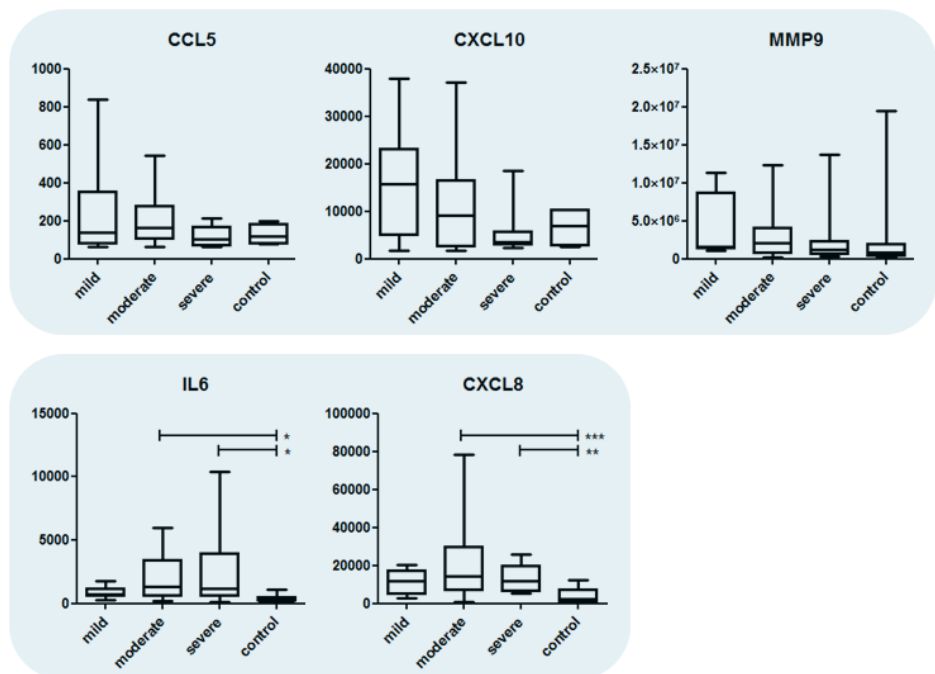 CCL5
1000
800
600
400
200
0
mild
moderate
severe
control
CXCL10
40000
30000
20000
10000
0
mild
moderate
severe
control
MMP9
2.5×10⁷
2.0×10⁷
1.5×10⁷
1.0×10⁷
5.0×10⁶
0
mild
moderate
severe
control
IL6
15000
10000
5000
0
*
*
mild
moderate
severe
control
CXCL8
100000
80000
60000
40000
20000
0
***
**
mild
moderate
severe
control